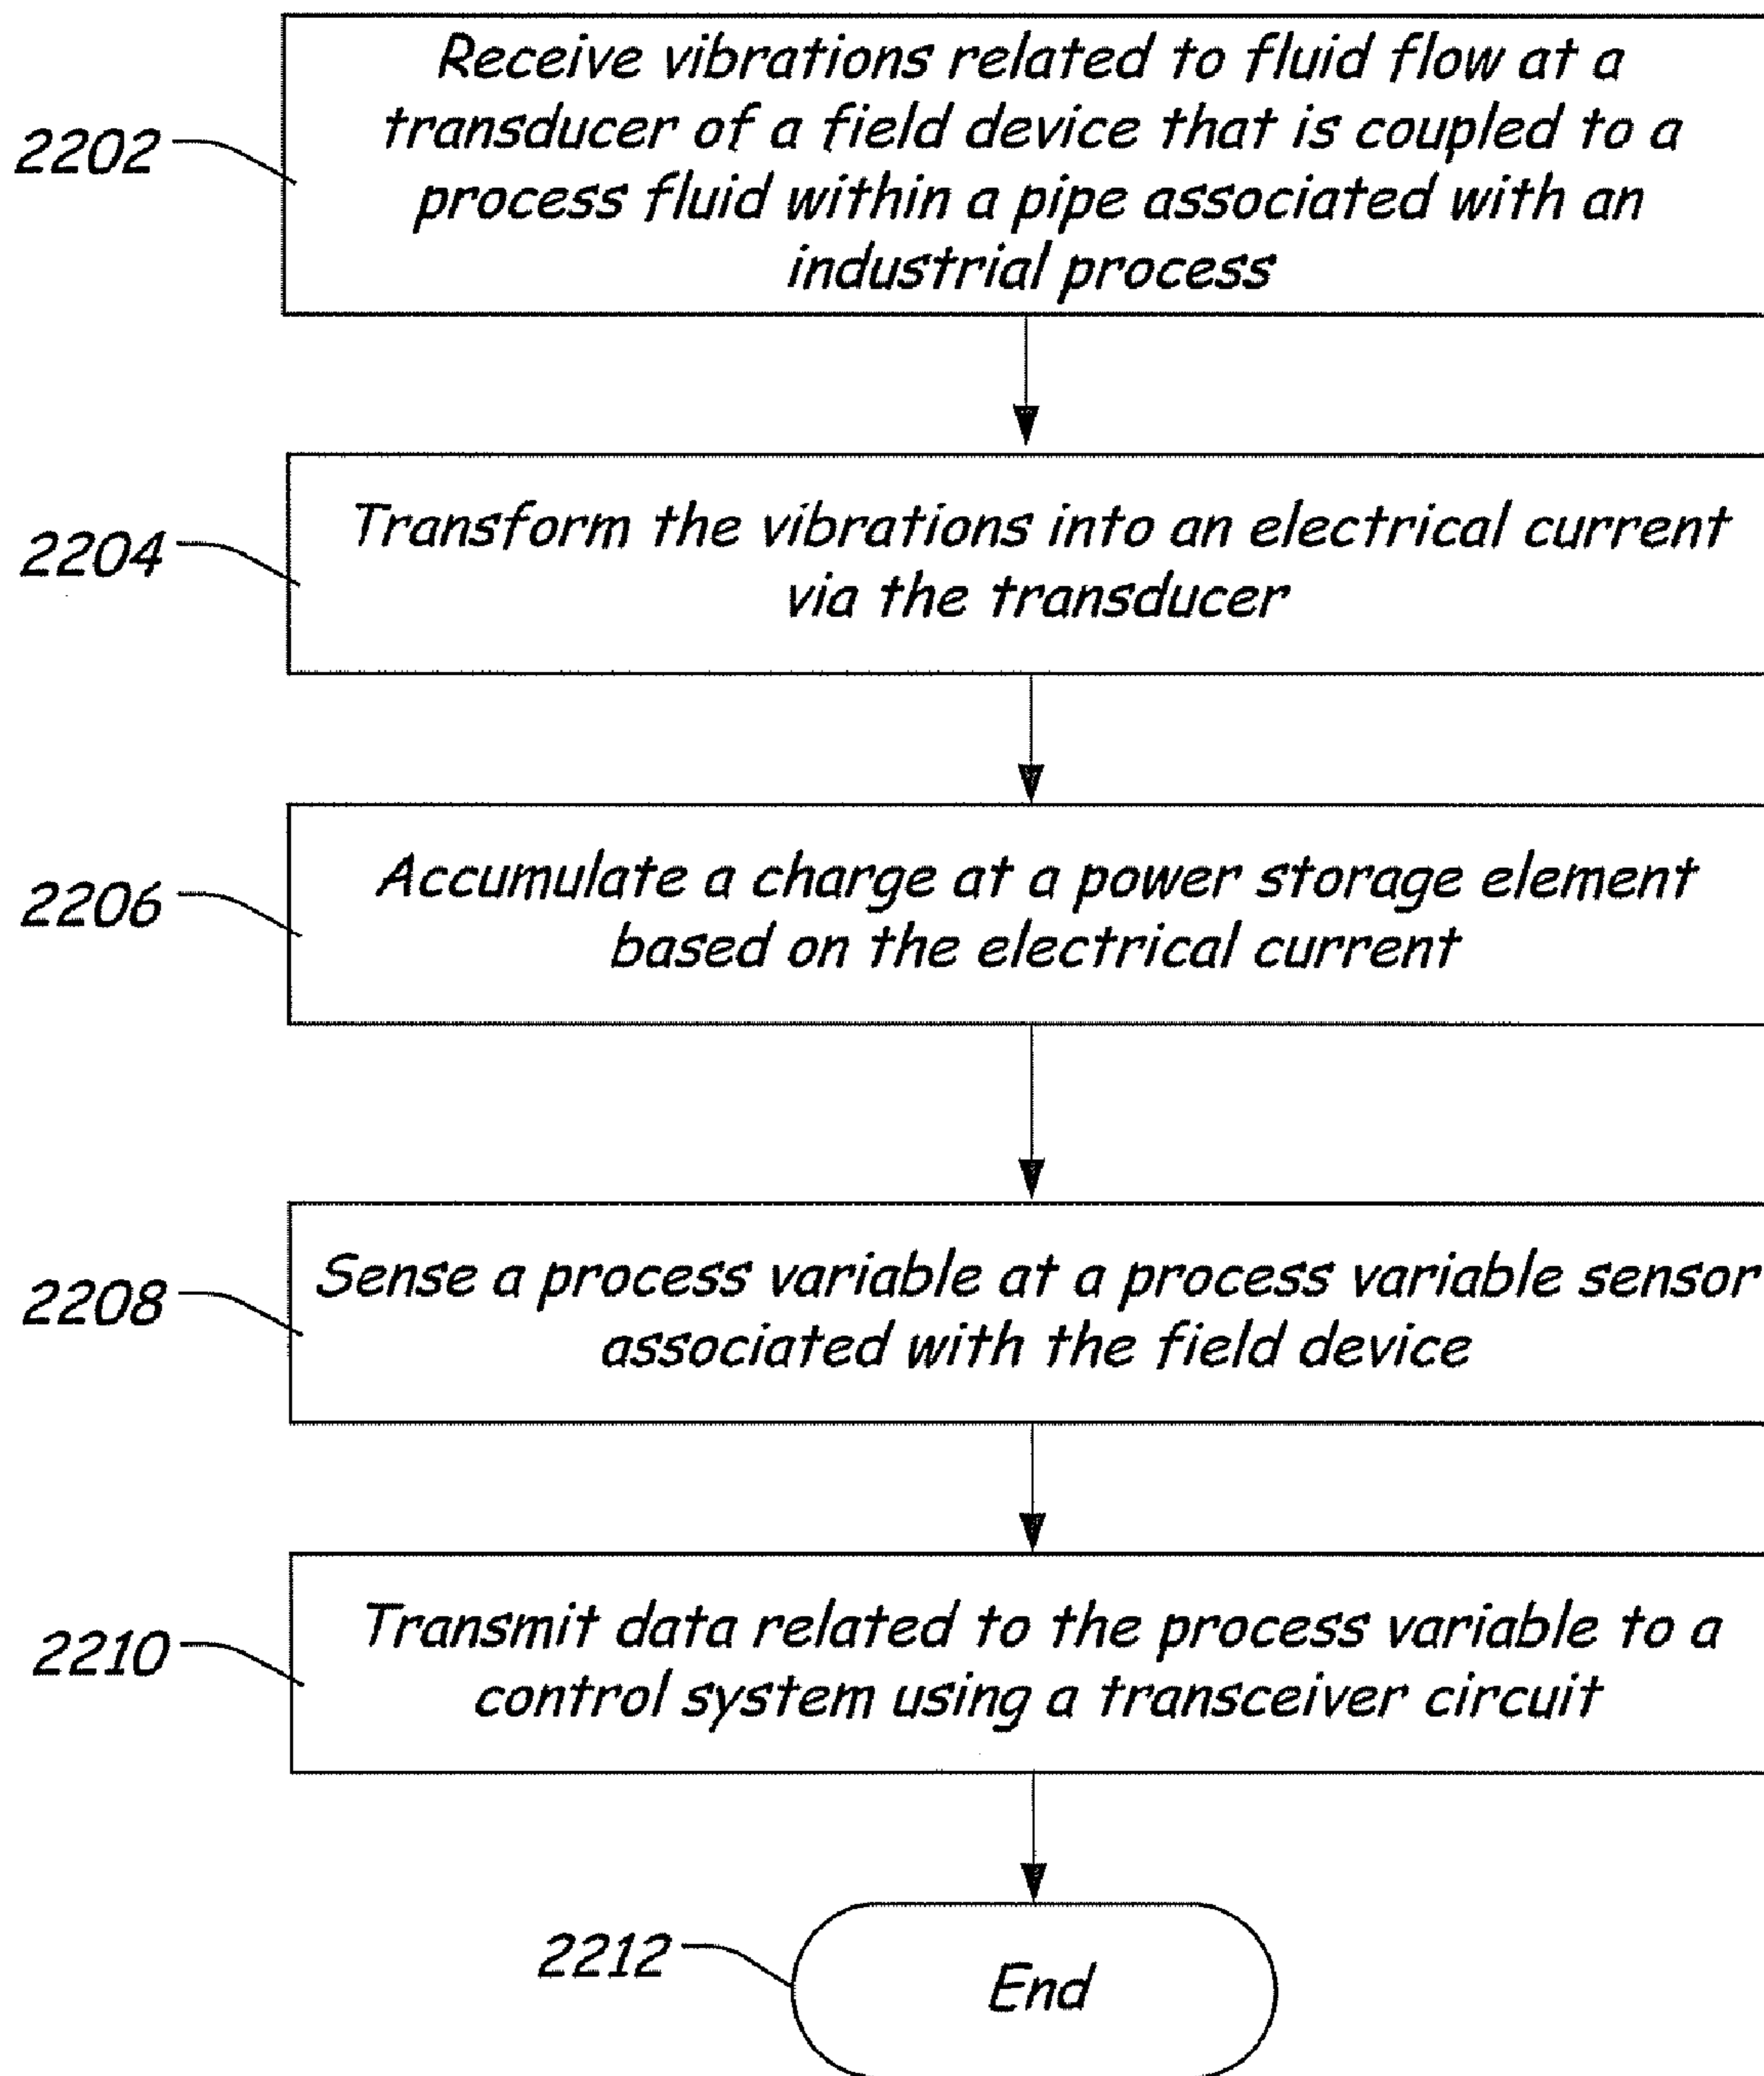 Receive vibrations related to fluid flow at a
transducer of a field device that is coupled to a
process fluid within a pipe associated with an
industrial process
2202
Transform the vibrations into an electrical current
via the transducer
2204
Accumulate a charge at a power storage element
based on the electrical current
2206
Sense a process variable at a process variable sensor
associated with the field device
2208
Transmit data related to the process variable to a
control system using a transceiver circuit
2210
End
2212